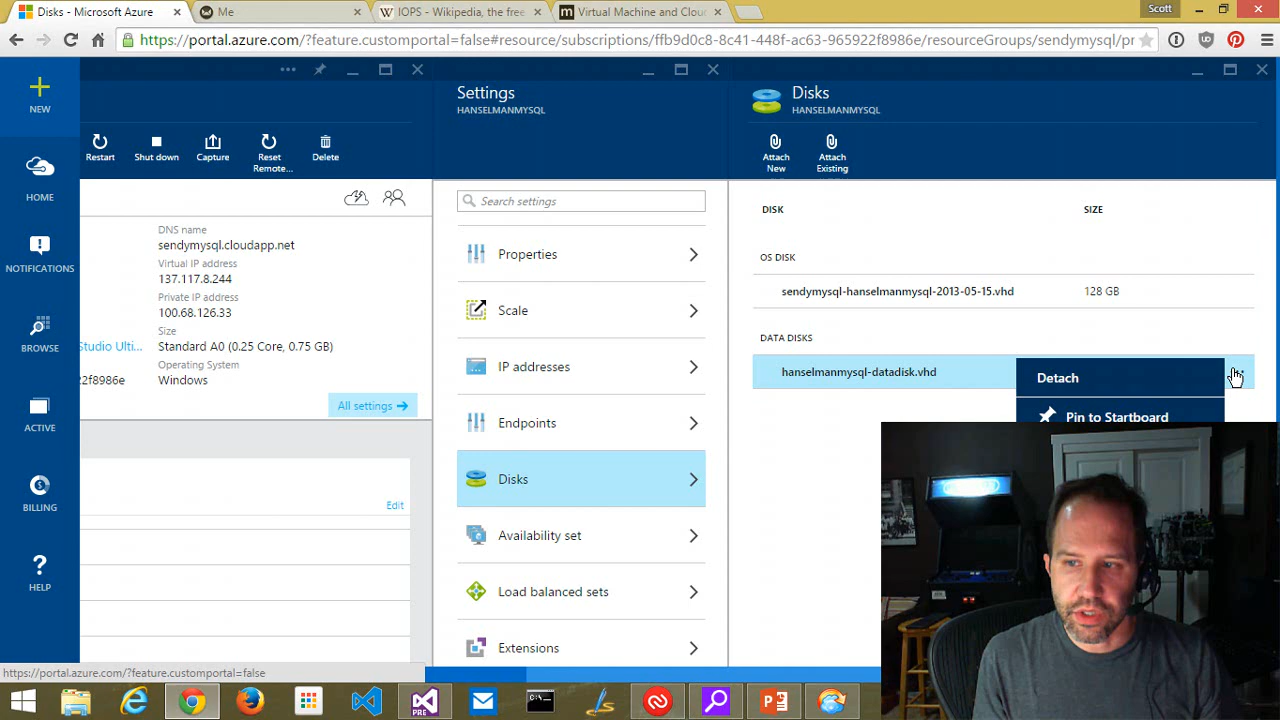 Disks - Microsoft Azure
Me
IOPS - Wikipedia, the free
Virtual Machine and Clou
Scott
https://portal.azure.com/?feature.customportal=false#resource/subscriptions/ffb9d0c8-8c41-448f-ac63-965922f8986e/resourceGroups/sendymysql/pr
NEW
HOME
NOTIFICATIONS
BROWSE
ACTIVE
BILLING
HELP
Restart
Shut down
Capture
Reset
Remote...
Delete
DNS name
sendymysql.cloudapp.net
Virtual IP address
137.117.8.244
Private IP address
100.68.126.33
Size
Studio Ulti...
Standard A0 (0.25 Core, 0.75 GB)
Operating System
22f8986e
Windows
All settings
Edit
Settings
HANSELMANMYSQL
Search settings
Properties
Scale
IP addresses
Endpoints
Disks
Availability set
Load balanced sets
Extensions
Disks
HANSELMANMYSQL
Attach
New
Attach
Existing
DISK
SIZE
OS DISK
sendymysql-hanselmanmysql-2013-05-15.vhd
128 GB
DATA DISKS
hanselmanmysql-datadisk.vhd
Detach
Pin to Startboard
https://portal.azure.com/?feature.customportal=false
PRE